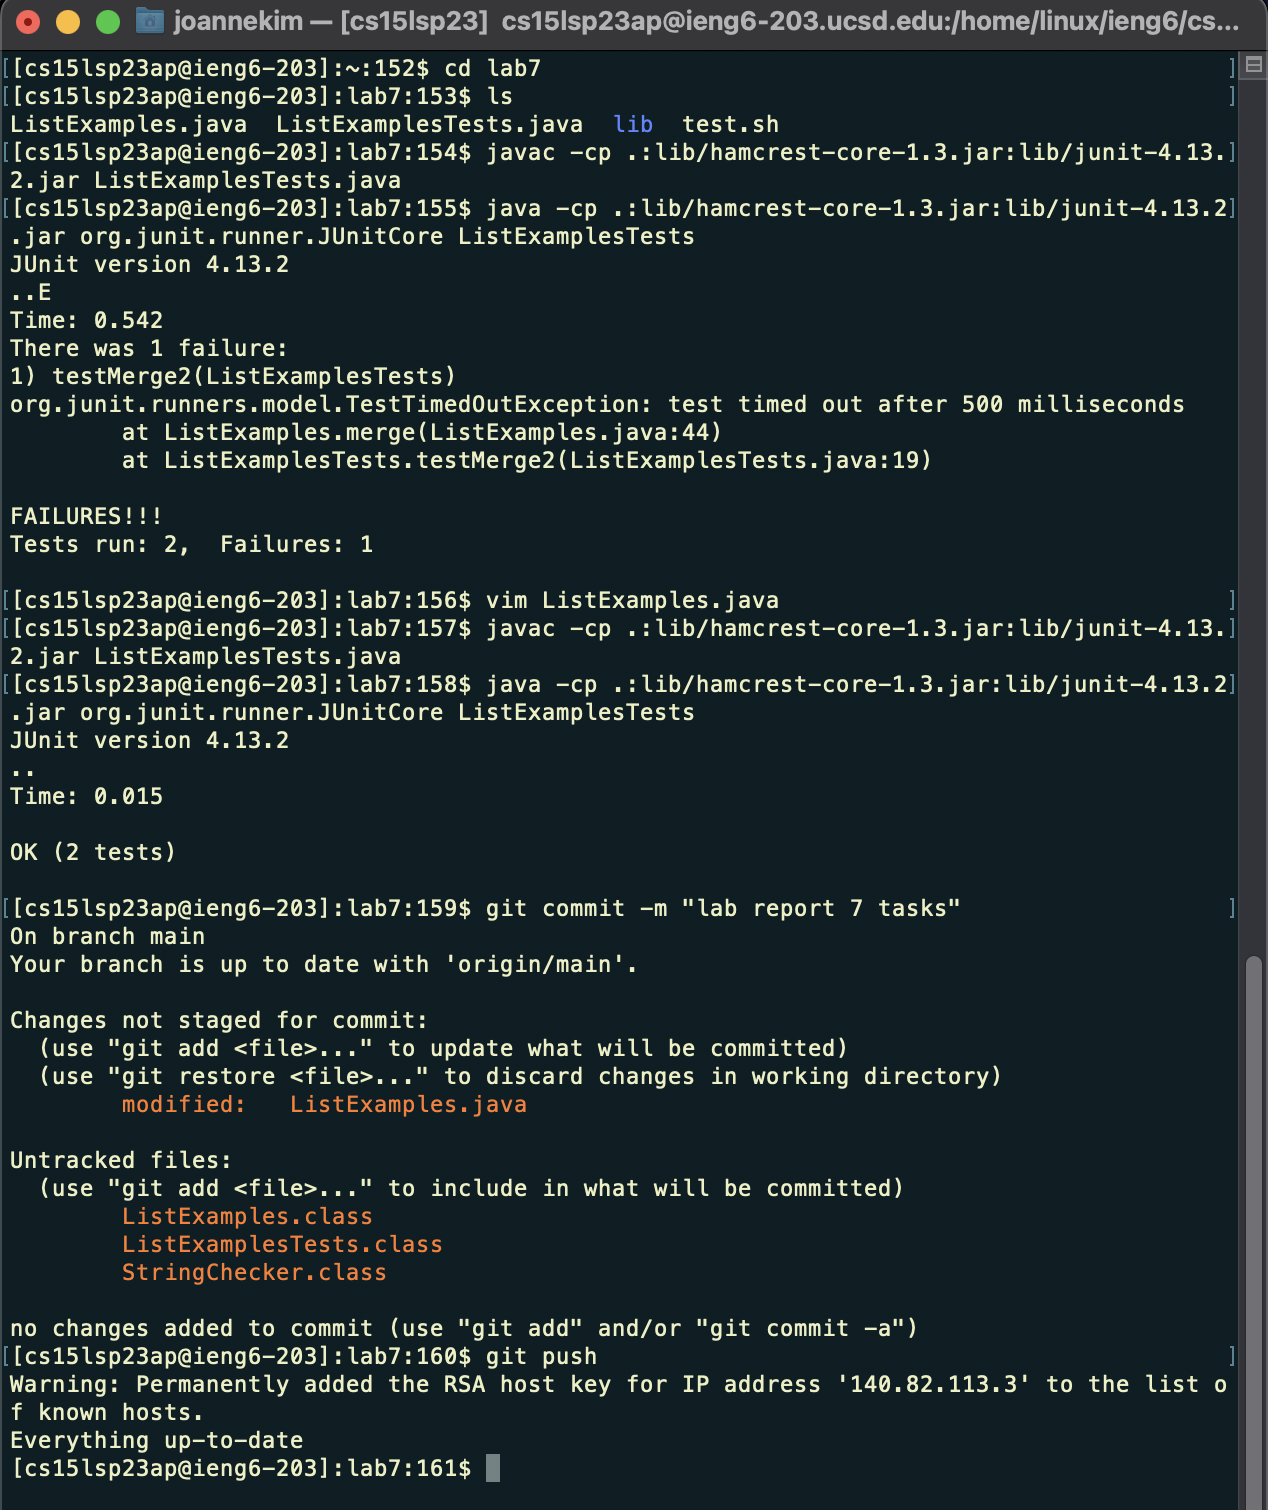 joannekim — [cs15lsp23] cs15lsp23ap@ieng6-203.ucsd.edu:/home/linux/ieng6/cs...
[[cs15lsp23ap@ieng6-203]:~:152$ cd lab7 ]
[[cs15lsp23ap@ieng6-203]:lab7:153$ ls ]
ListExamples.java  ListExamplesTests.java  lib  test.sh
[[cs15lsp23ap@ieng6-203]:lab7:154$ javac -cp .:lib/hamcrest-core-1.3.jar:lib/junit-4.13.]
2.jar ListExamplesTests.java
[[cs15lsp23ap@ieng6-203]:lab7:155$ java -cp .:lib/hamcrest-core-1.3.jar:lib/junit-4.13.2]
.jar org.junit.runner.JUnitCore ListExamplesTests
JUnit version 4.13.2
..E
Time: 0.542
There was 1 failure:
1) testMerge2(ListExamplesTests)
org.junit.runners.model.TestTimedOutException: test timed out after 500 milliseconds
        at ListExamples.merge(ListExamples.java:44)
        at ListExamplesTests.testMerge2(ListExamplesTests.java:19)

FAILURES!!!
Tests run: 2,  Failures: 1

[[cs15lsp23ap@ieng6-203]:lab7:156$ vim ListExamples.java ]
[[cs15lsp23ap@ieng6-203]:lab7:157$ javac -cp .:lib/hamcrest-core-1.3.jar:lib/junit-4.13.]
2.jar ListExamplesTests.java
[[cs15lsp23ap@ieng6-203]:lab7:158$ java -cp .:lib/hamcrest-core-1.3.jar:lib/junit-4.13.2]
.jar org.junit.runner.JUnitCore ListExamplesTests
JUnit version 4.13.2
..
Time: 0.015

OK (2 tests)

[[cs15lsp23ap@ieng6-203]:lab7:159$ git commit -m "lab report 7 tasks" ]
On branch main
Your branch is up to date with 'origin/main'.

Changes not staged for commit:
  (use "git add <file>..." to update what will be committed)
  (use "git restore <file>..." to discard changes in working directory)
        modified:   ListExamples.java

Untracked files:
  (use "git add <file>..." to include in what will be committed)
        ListExamples.class
        ListExamplesTests.class
        StringChecker.class

no changes added to commit (use "git add" and/or "git commit -a")
[[cs15lsp23ap@ieng6-203]:lab7:160$ git push ]
Warning: Permanently added the RSA host key for IP address '140.82.113.3' to the list o
f known hosts.
Everything up-to-date
[cs15lsp23ap@ieng6-203]:lab7:161$